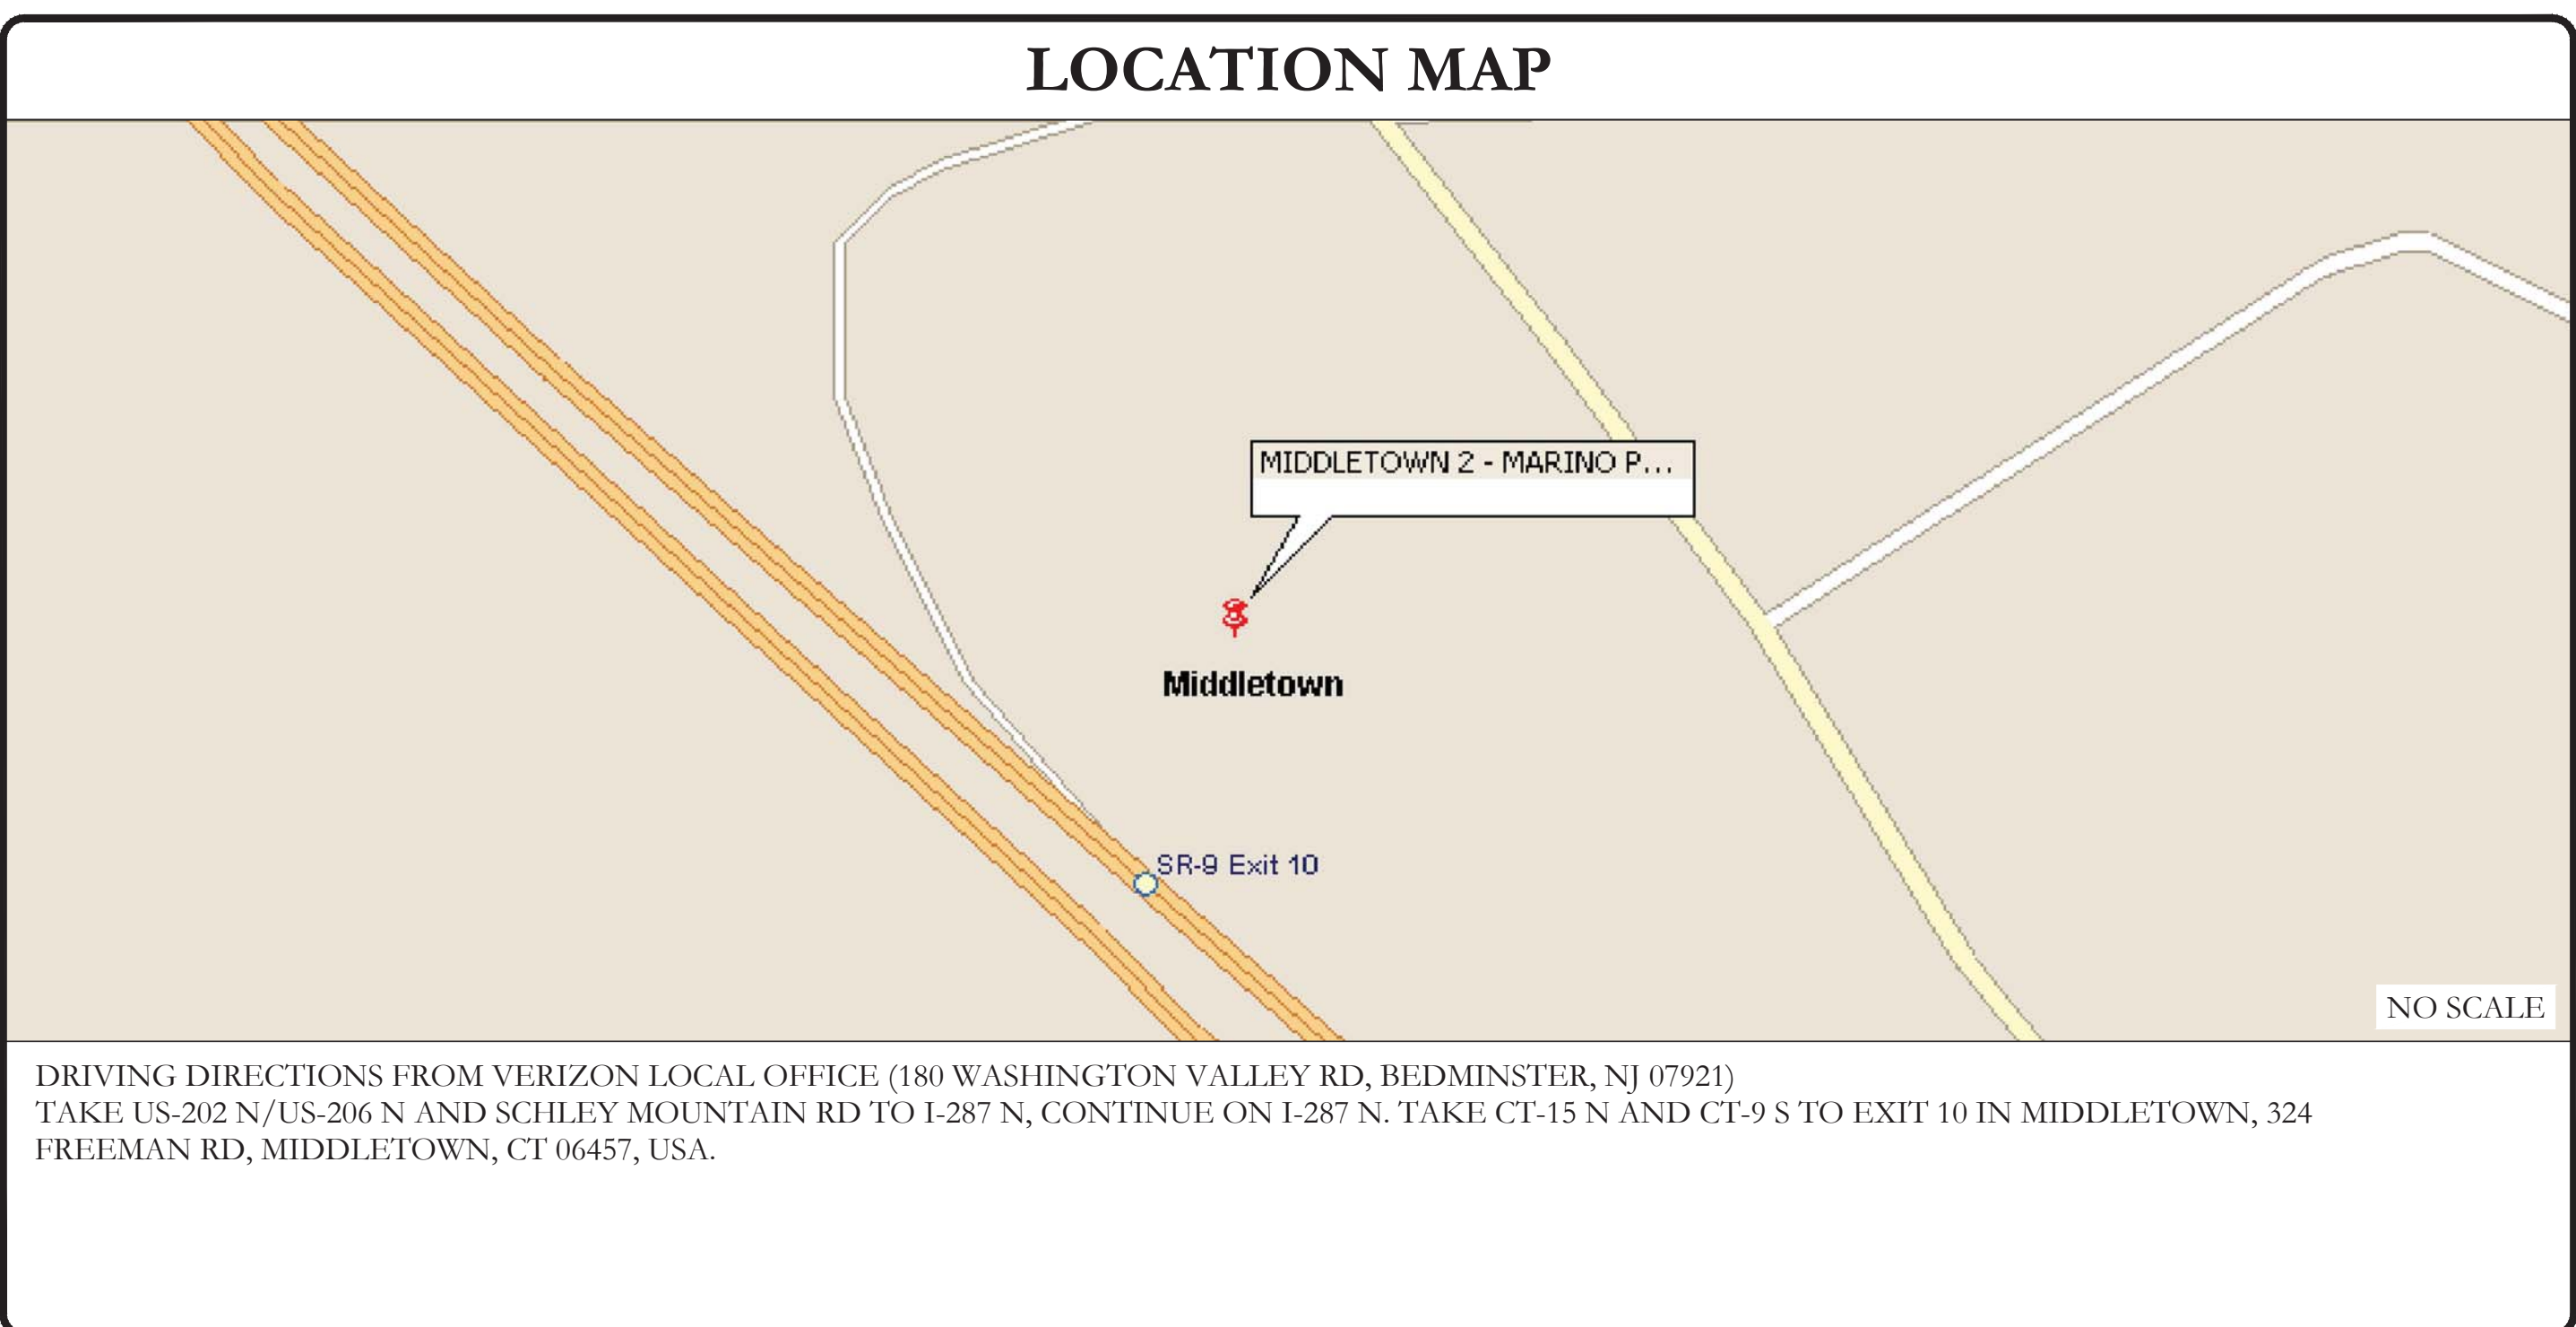 LOCATION MAP
MIDDLETOWN 2 - MARINO P...
Middletown
SR-9 Exit 10
NO SCALE
DRIVING DIRECTIONS FROM VERIZON LOCAL OFFICE (180 WASHINGTON VALLEY RD, BEDMINSTER, NJ 07921)
TAKE US-202 N/US-206 N AND SCHLEY MOUNTAIN RD TO I-287 N, CONTINUE ON I-287 N. TAKE CT-15 N AND CT-9 S TO EXIT 10 IN MIDDLETOWN, 324
FREEMAN RD, MIDDLETOWN, CT 06457, USA.